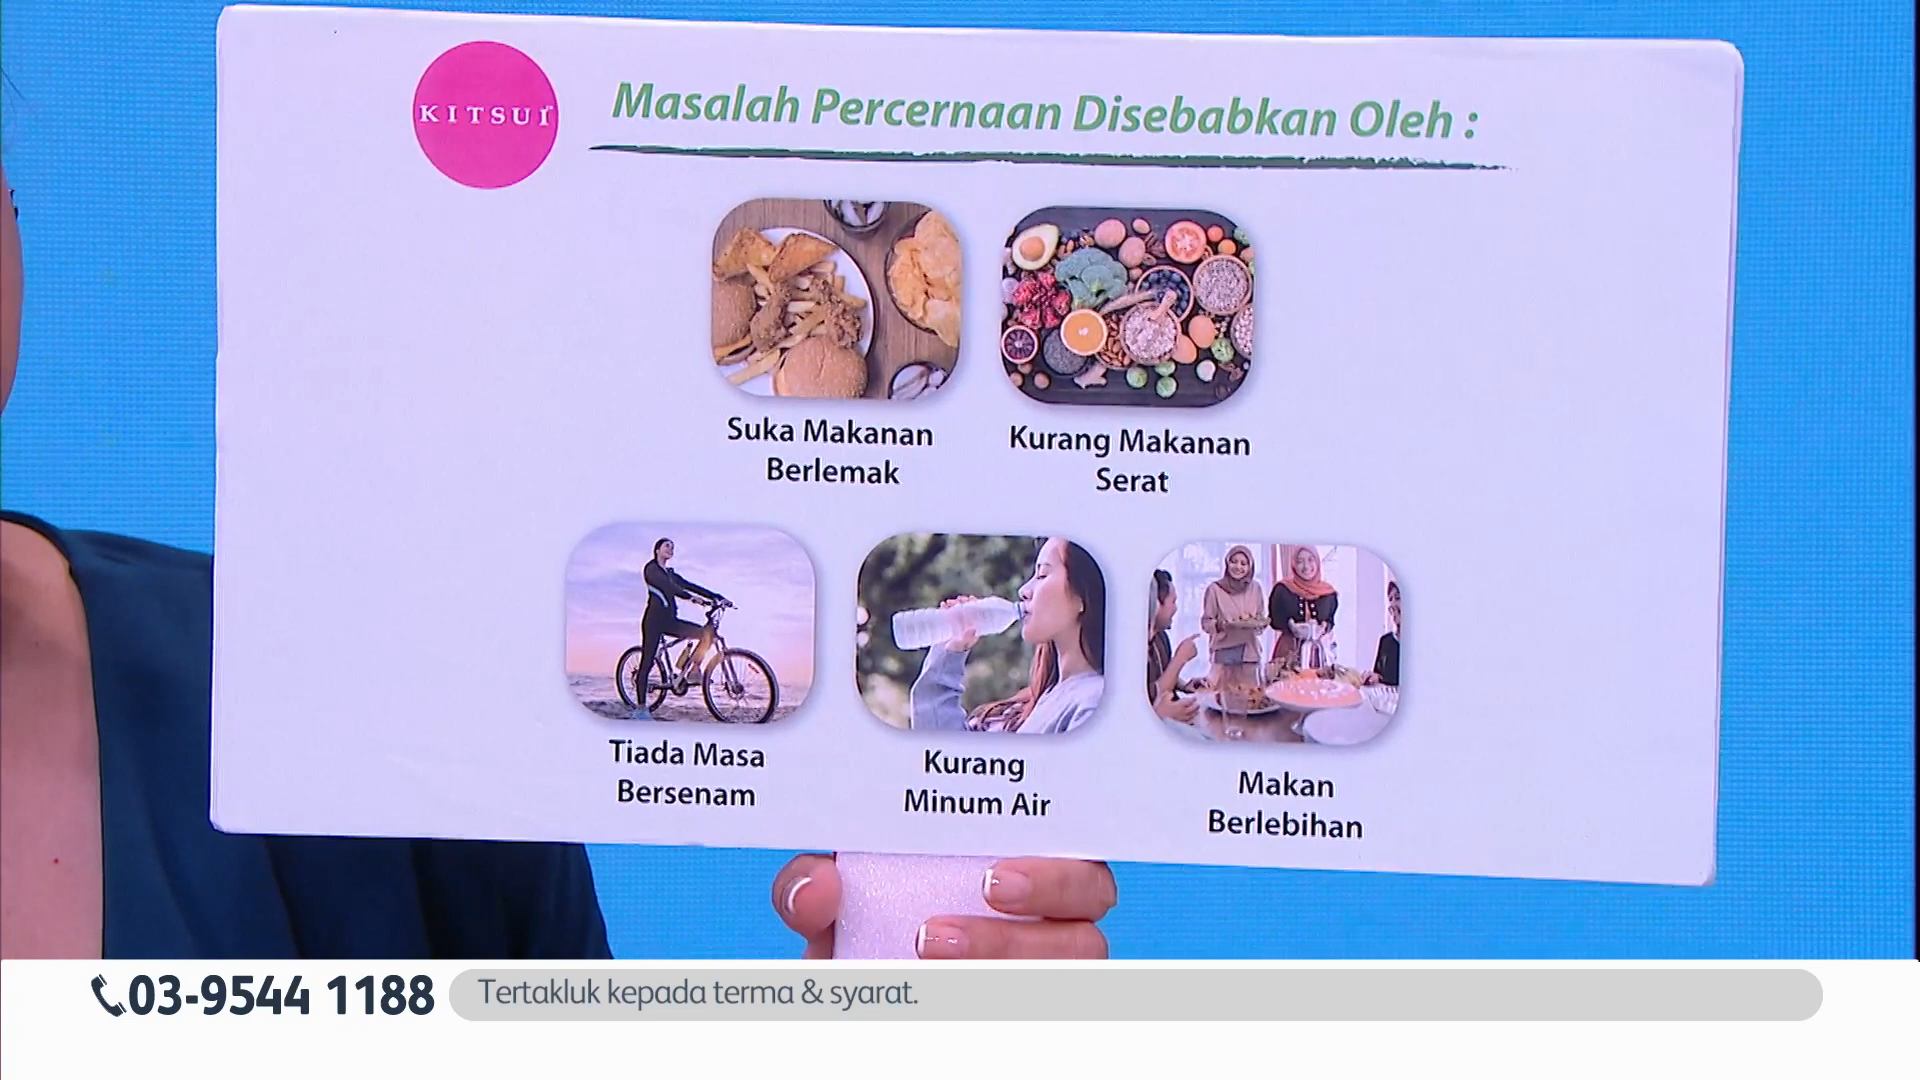 KITSUI
Masalah Percernaan Disebabkan Oleh :
Suka Makanan
Berlemak
Kurang Makanan
Serat
Tiada Masa
Bersenam
Kurang
Minum Air
Makan
Berlebihan
03-9544 1188
Tertakluk kepada terma & syarat.